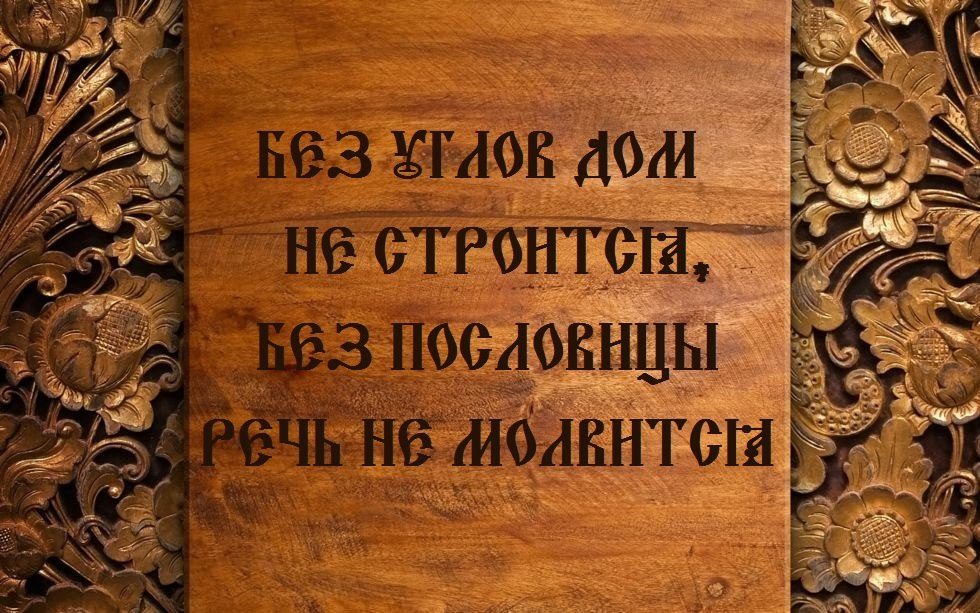 БЕЗ УГЛОВ ДОМ
НЕ СТРОИТСЯ,
БЕЗ ПОСЛОВИЦЫ
РЕЧЬ НЕ МОЛВИТСЯ